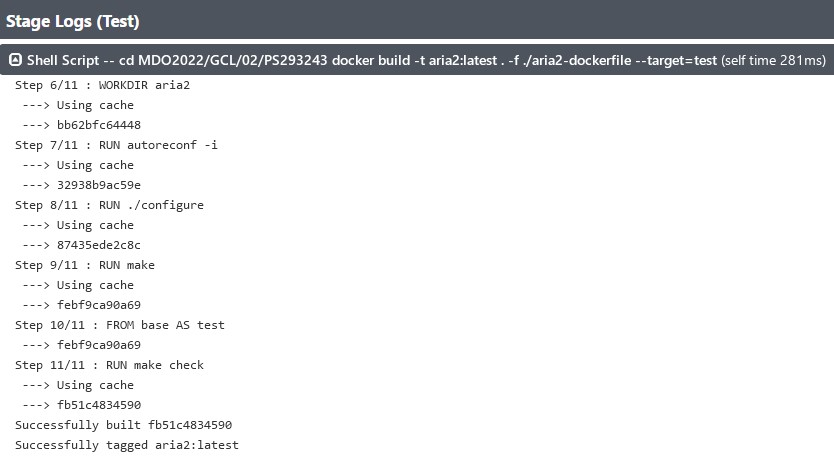 Stage Logs (Test)
Shell Script -- cd MDO2022/GCL/02/PS293243 docker build -t aria2:latest . -f ./aria2-dockerfile --target=test (self time 281ms)
Step 6/11 : WORKDIR aria2
 ---> Using cache
 ---> bb62bfc64448
Step 7/11 : RUN autoreconf -i
 ---> Using cache
 ---> 32938b9ac59e
Step 8/11 : RUN ./configure
 ---> Using cache
 ---> 87435ede2c8c
Step 9/11 : RUN make
 ---> Using cache
 ---> febf9ca90a69
Step 10/11 : FROM base AS test
 ---> febf9ca90a69
Step 11/11 : RUN make check
 ---> Using cache
 ---> fb51c4834590
Successfully built fb51c4834590
Successfully tagged aria2:latest